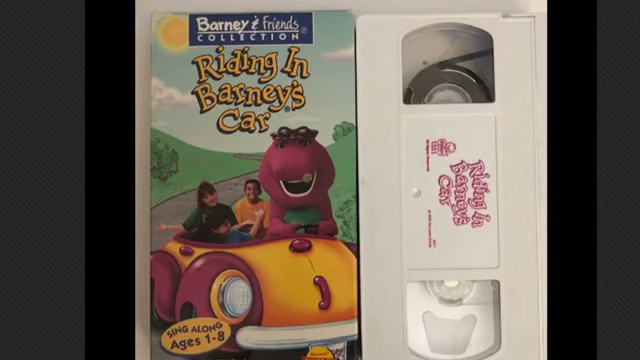 Barney & Friends
COLLECTION
Riding In
Barney's
Car
SING ALONG
Ages 1-8
Riding In
Barney's
Car